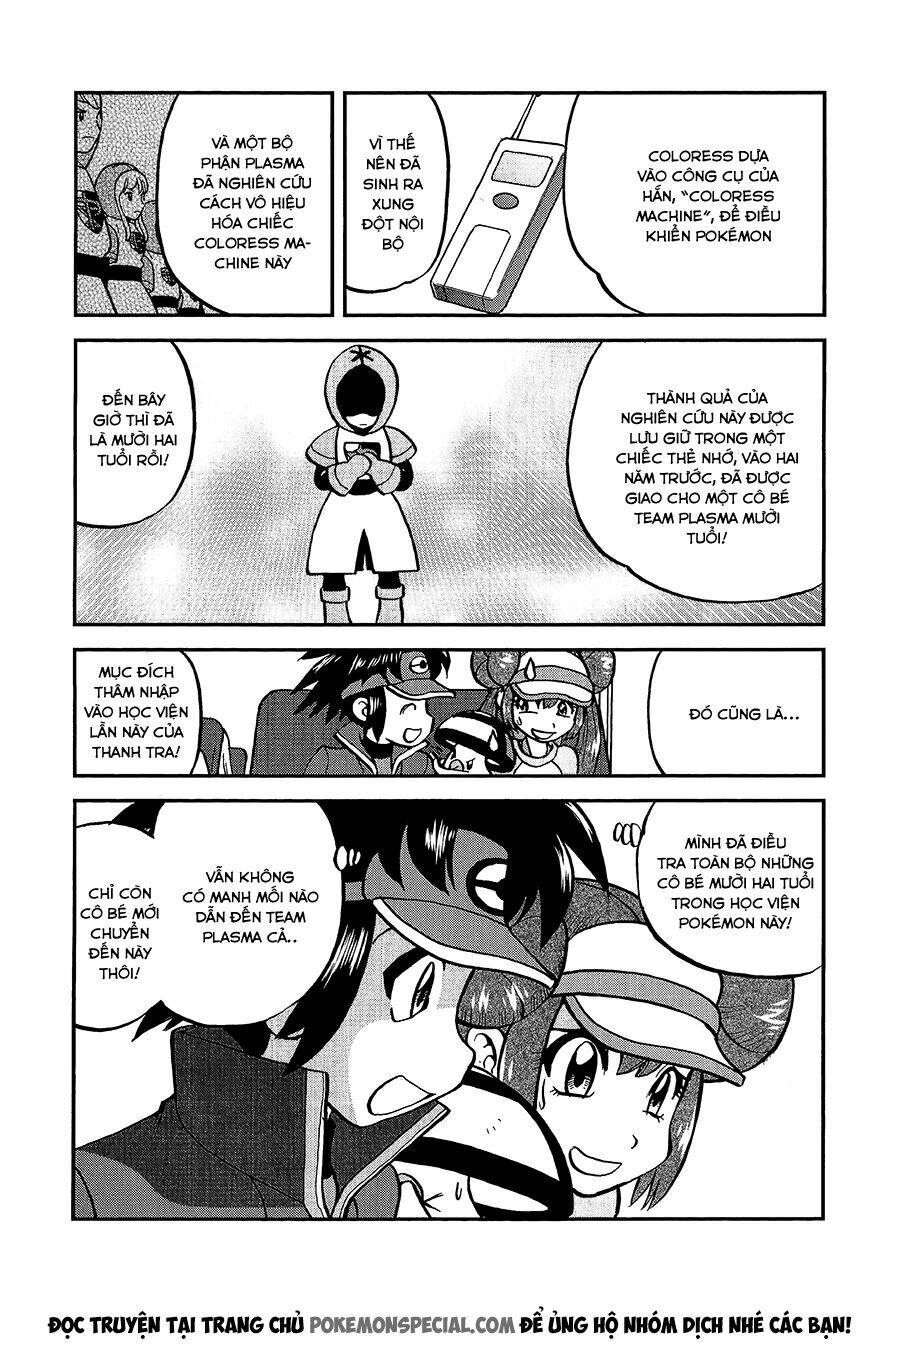 COLORESS DỰA
VÀO CÔNG CỤ CỦA
HẮN, "COLORESS
MACHINE", ĐỂ ĐIỀU
KHIỂN POKÉMON
VÌ THẾ
NÊN ĐÃ
SINH RA
XUNG
ĐỘT NỘI
BỘ
VÀ MỘT BỘ
PHẬN PLASMA
ĐÃ NGHIÊN CỨU
CÁCH VÔ HIỆU
HÓA CHIẾC
COLORESS MA-
CHINE NÀY
THÀNH QUẢ CỦA
NGHIÊN CỨU NÀY ĐƯỢC
LƯU GIỮ TRONG MỘT
CHIẾC THẺ NHỚ, VÀO HAI
NĂM TRƯỚC, ĐÃ ĐƯỢC
GIAO CHO MỘT CÔ BÉ
TEAM PLASMA MƯỜI
TUỔI!
ĐẾN BÂY
GIỜ THÌ ĐÃ
LÀ MƯỜI HAI
TUỔI RỒI!
ĐÓ CŨNG LÀ...
MỤC ĐÍCH
THÂM NHẬP
VÀO HỌC VIỆN
LẦN NÀY CỦA
THANH TRA!
MÌNH ĐÃ ĐIỀU
TRA TOÀN BỘ NHỮNG
CÔ BÉ MƯỜI HAI TUỔI
TRONG HỌC VIỆN
POKÉMON NÀY!
VẪN KHÔNG
CÓ MANH MỐI NÀO
DẪN ĐẾN TEAM
PLASMA CẢ..
CHỈ CÒN
CÔ BÉ MỚI
CHUYỂN
ĐẾN NÀY
THÔI!
ĐỌC TRUYỆN TẠI TRANG CHỦ POKEMONSPECIAL.COM ĐỂ ỦNG HỘ NHÓM DỊCH NHÉ CÁC BẠN!